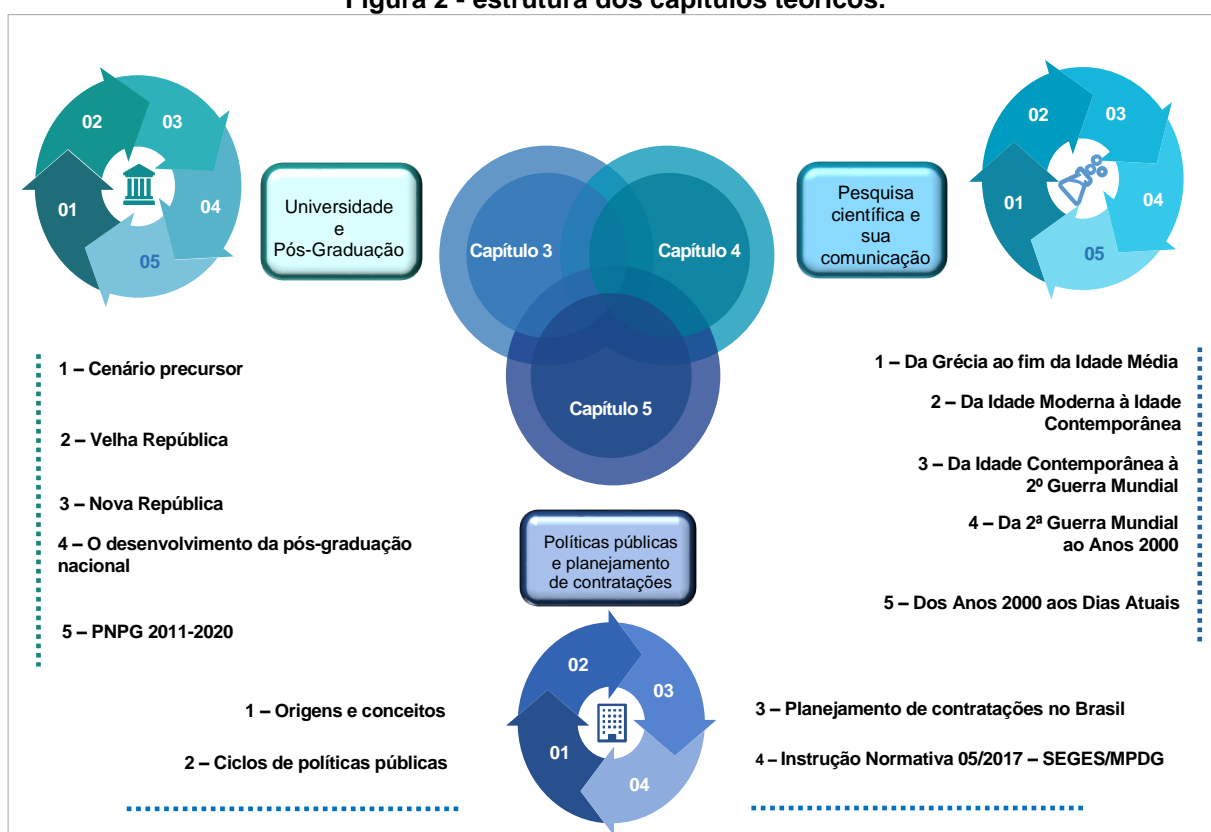 Figura 2 - estrutura dos capítulos teóricos.
02
03
01
04
05
Universidade
e
Pós-Graduação
Capítulo 3
Capítulo 4
Capítulo 5
Pesquisa
científica e
sua
comunicação
02
03
01
04
05
1 – Cenário precursor
2 – Velha República
3 – Nova República
4 – O desenvolvimento da pós-graduação
nacional
5 – PNPG 2011-2020
1 – Da Grécia ao fim da Idade Média
2 – Da Idade Moderna à Idade
Contemporânea
3 – Da Idade Contemporânea à
2º Guerra Mundial
4 – Da 2ª Guerra Mundial
ao Anos 2000
5 – Dos Anos 2000 aos Dias Atuais
Políticas públicas
e planejamento
de contratações
02
03
01
04
1 – Origens e conceitos
2 – Ciclos de políticas públicas
3 – Planejamento de contratações no Brasil
4 – Instrução Normativa 05/2017 – SEGES/MPDG